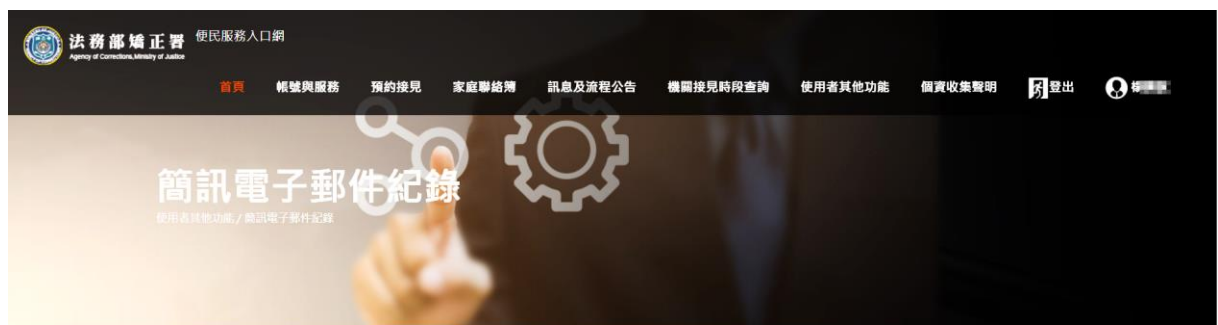 法務部矯正署 便民服務入口網
Agency of Corrections,Ministry of Justice
首頁 帳號與服務 預約接見 家庭聯絡簿 訊息及流程公告 機關接見時段查詢 使用者其他功能 個資收集聲明 登出
簡訊電子郵件紀錄
使用者其他功能 / 簡訊電子郵件紀錄